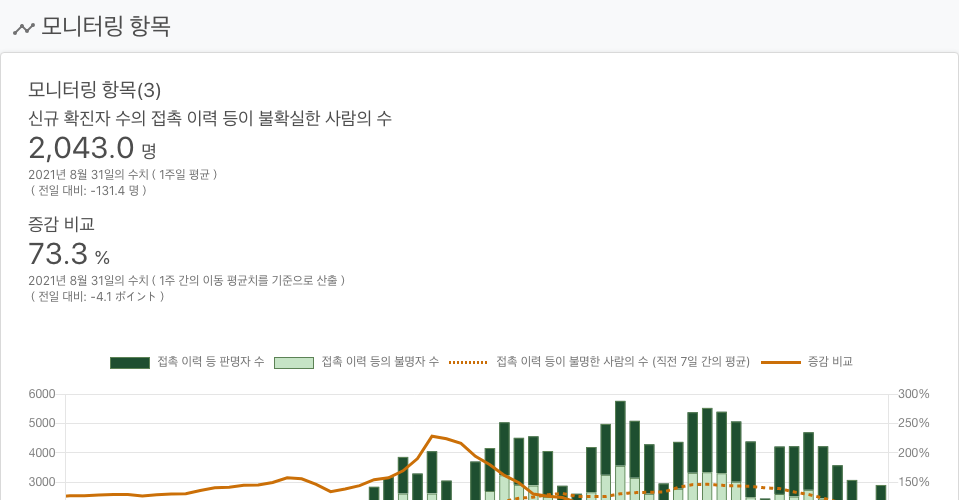 모니터링 항목
모니터링 항목(3)
신규 확진자 수의 접촉 이력 등이 불확실한 사람의 수
2,043.0 명
2021년 8월 31일의 수치 ( 1주일 평균 )
( 전일 대비: -131.4 명 )
증감 비교
73.3 %
2021년 8월 31일의 수치 ( 1주 간의 이동 평균치를 기준으로 산출 )
( 전일 대비: -4.1 ポイント )
접촉 이력 등 판명자 수 접촉 이력 등의 불명자 수 접촉 이력 등이 불명한 사람의 수 (직전 7일 간의 평균) 증감 비교
6000 300%
5000 250%
4000 200%
3000 150%